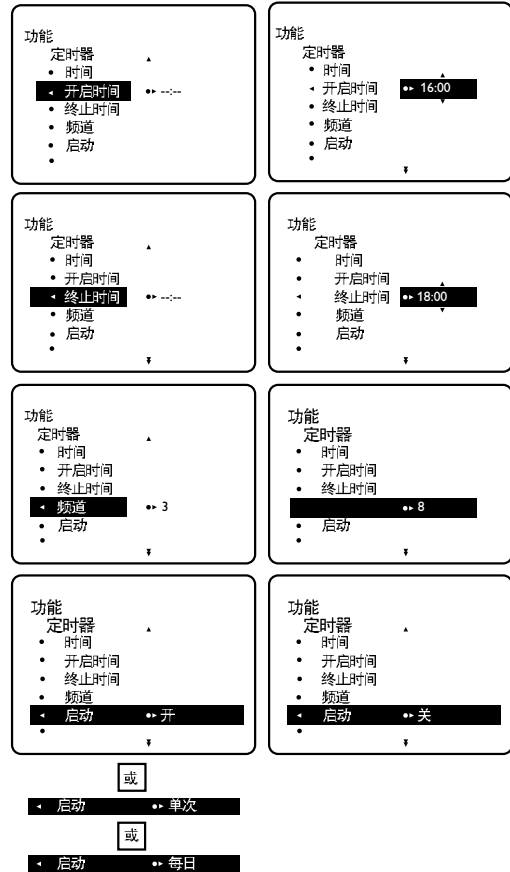 功能
定时器
• 时间
◂ 开启时间 •▸ --:--
• 终止时间
• 频道
• 启动
•
功能
定时器
• 时间
◂ 开启时间 •▸ 16:00
• 终止时间
• 频道
• 启动
•
功能
定时器
• 时间
• 开启时间
◂ 终止时间 •▸ --:--
• 频道
• 启动
•
功能
定时器
• 时间
• 开启时间
◂ 终止时间 •▸ 18:00
• 频道
• 启动
•
功能
定时器
• 时间
• 开启时间
• 终止时间
◂ 频道 •▸ 3
• 启动
•
功能
定时器
• 时间
• 开启时间
• 终止时间
•▸ 8
• 启动
•
功能
定时器
• 时间
• 开启时间
• 终止时间
• 频道
◂ 启动 •▸ 开
•
功能
定时器
• 时间
• 开启时间
• 终止时间
• 频道
◂ 启动 •▸ 关
•
或
◂ 启动 •▸ 单次
或
◂ 启动 •▸ 每日